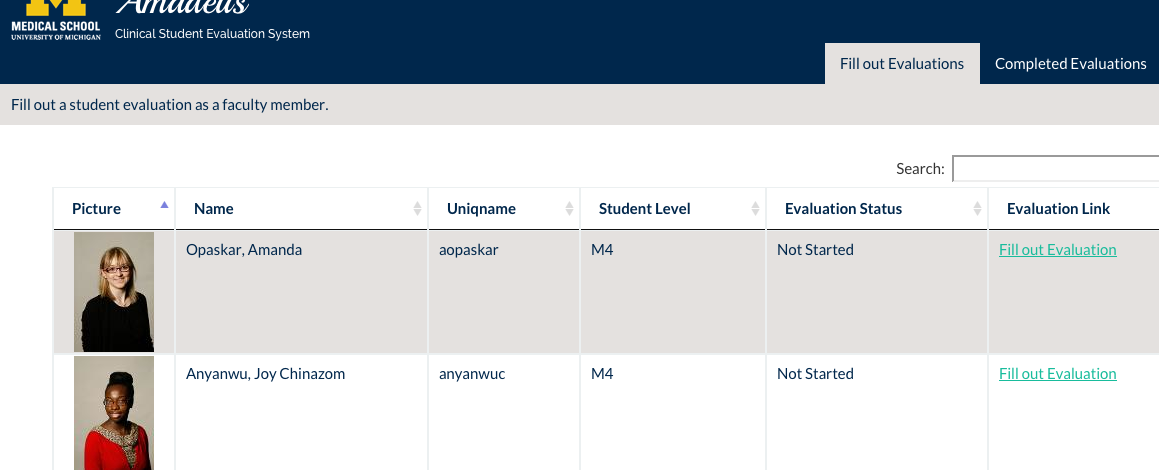 Amadeus
MEDICAL SCHOOL
UNIVERSITY OF MICHIGAN
Clinical Student Evaluation System
Fill out Evaluations Completed Evaluations
Fill out a student evaluation as a faculty member.
Search:
Picture Name Uniqname Student Level Evaluation Status Evaluation Link
Opaskar, Amanda aopaskar M4 Not Started Fill out Evaluation
Anyanwu, Joy Chinazom anyanwuc M4 Not Started Fill out Evaluation